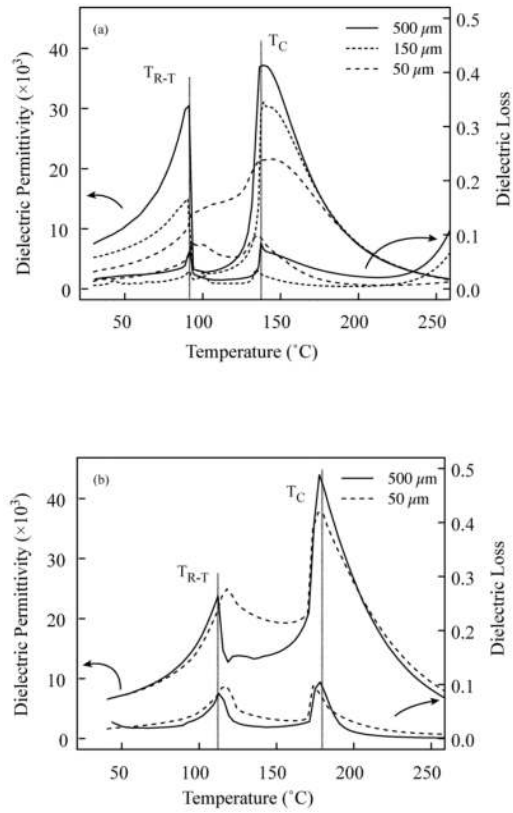 (a)
T_C
T_R-T
500 μm
150 μm
50 μm
Dielectric Permittivity (×10³)
40
30
20
10
0
0.5
0.4
0.3
0.2
0.1
0.0
Dielectric Loss
50 100 150 200 250
Temperature (˚C)
(b)
T_C
T_R-T
500 μm
50 μm
Dielectric Permittivity (×10³)
40
30
20
10
0
0.5
0.4
0.3
0.2
0.1
0.0
Dielectric Loss
50 100 150 200 250
Temperature (˚C)